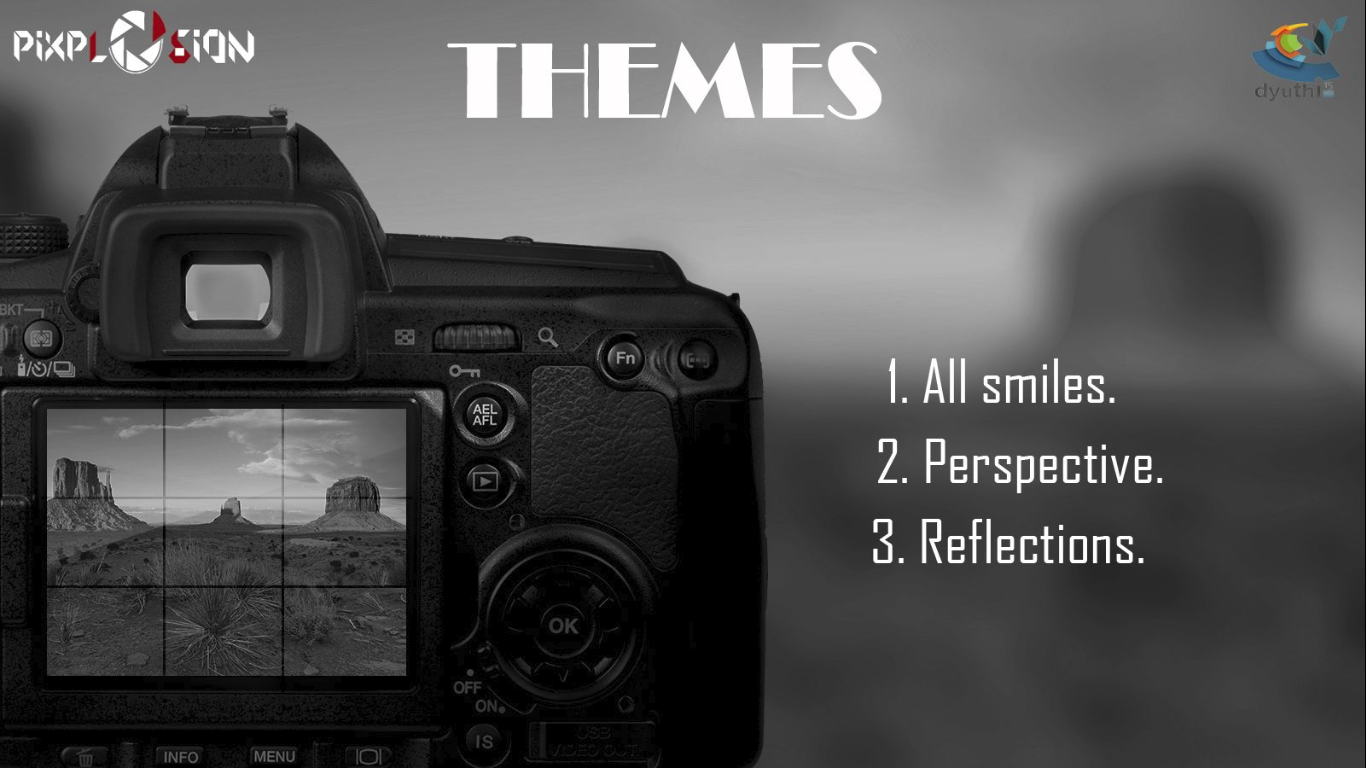 PIXPLOSION
THEMES
dyuthi
BKT
Fn
AEL
AFL
1. All smiles.
2. Perspective.
3. Reflections.
OK
OFF
ON
IS
USB
VIDEO OUT
INFO
MENU